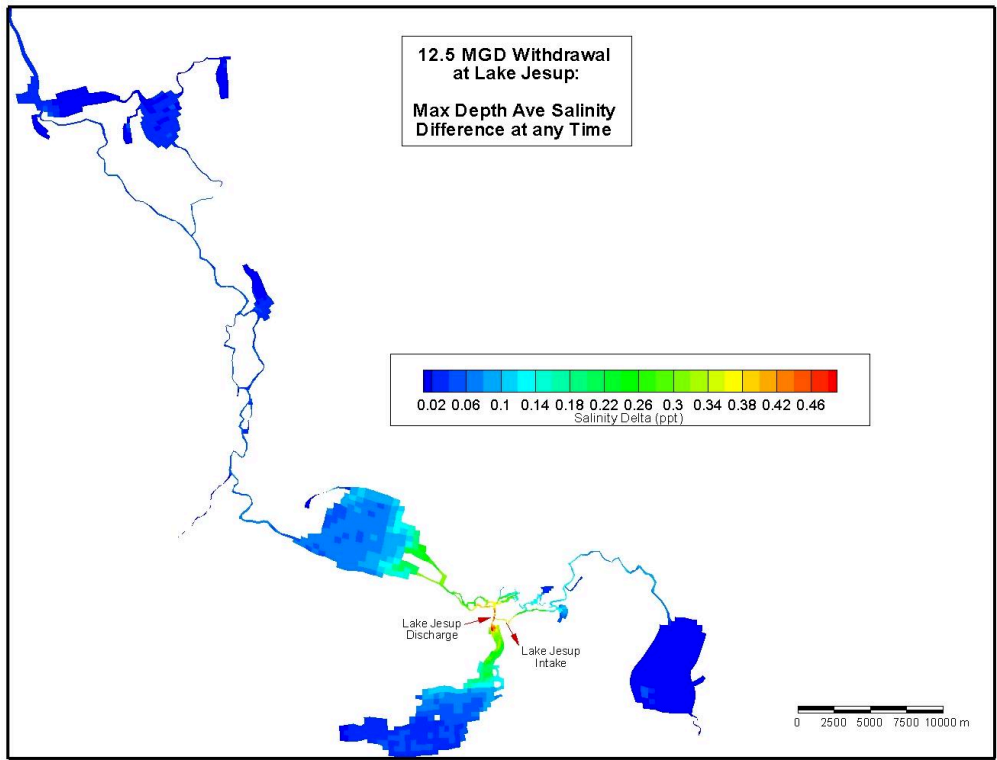 12.5 MGD Withdrawal
at Lake Jesup:
Max Depth Ave Salinity
Difference at any Time
0.02 0.06 0.1 0.14 0.18 0.22 0.26 0.3 0.34 0.38 0.42 0.46
Salinity Delta (ppt)
Lake Jesup
Discharge
Lake Jesup
Intake
0 2500 5000 7500 10000 m